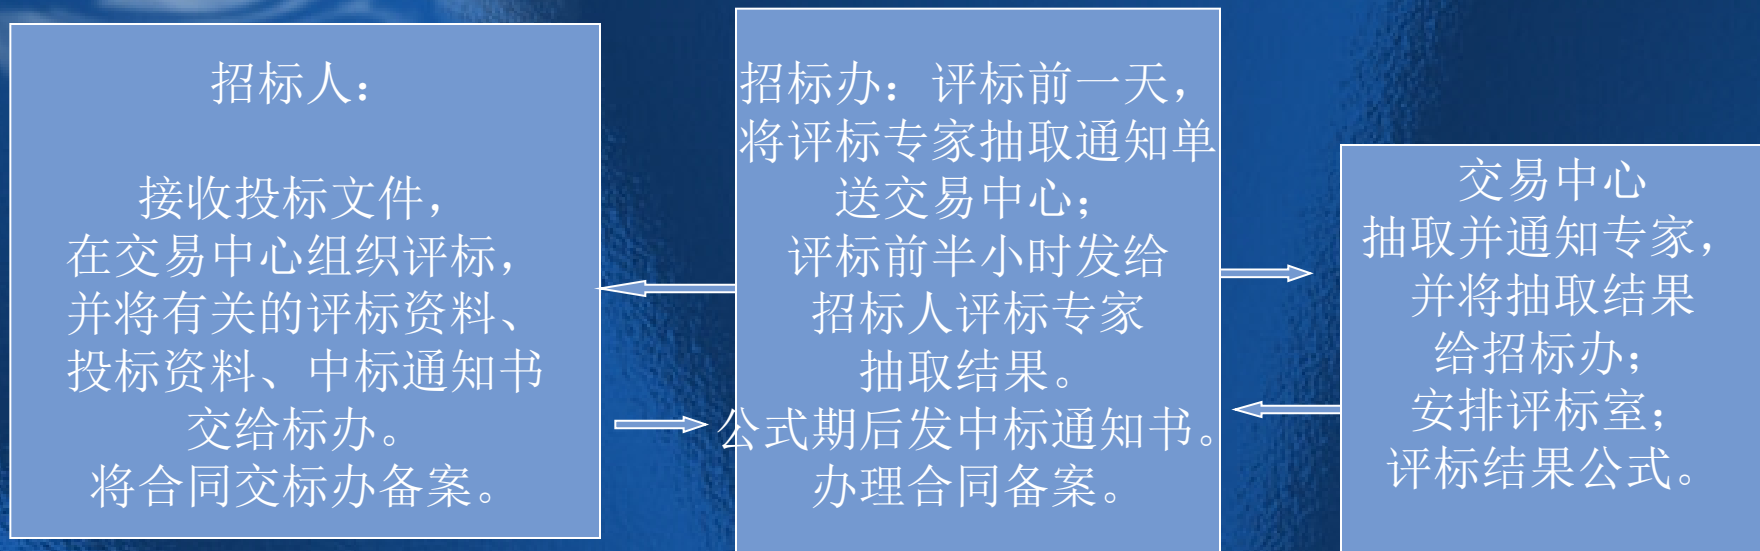 招标人：
接收投标文件，
在交易中心组织评标，
并将有关的评标资料、
投标资料、中标通知书
交给标办。
将合同交标办备案。
招标办：评标前一天，
将评标专家抽取通知单
送交易中心；
评标前半小时发给
招标人评标专家
抽取结果。
公式期后发中标通知书。
办理合同备案。
交易中心
抽取并通知专家，
并将抽取结果
给招标办；
安排评标室；
评标结果公式。